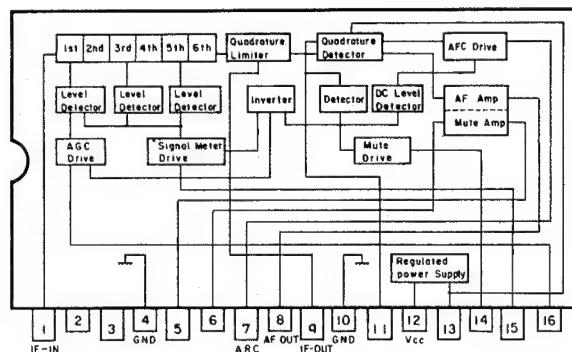 1st 2nd 3rd 4th 5th 6th
Quadrature
Limiter
Quadrature
Detector
AFC Drive
Level
Detector
Level
Detector
Level
Detector
Inverter
Detector
DC Level
Detector
AF Amp
Mute Amp
AGC
Drive
Signal Meter
Drive
Mute
Drive
Regulated
power Supply
1 2 3 4 5 6 7 8 9 10 11 12 13 14 15 16
IF-IN GND ARC AF OUT IF-OUT GND Vcc